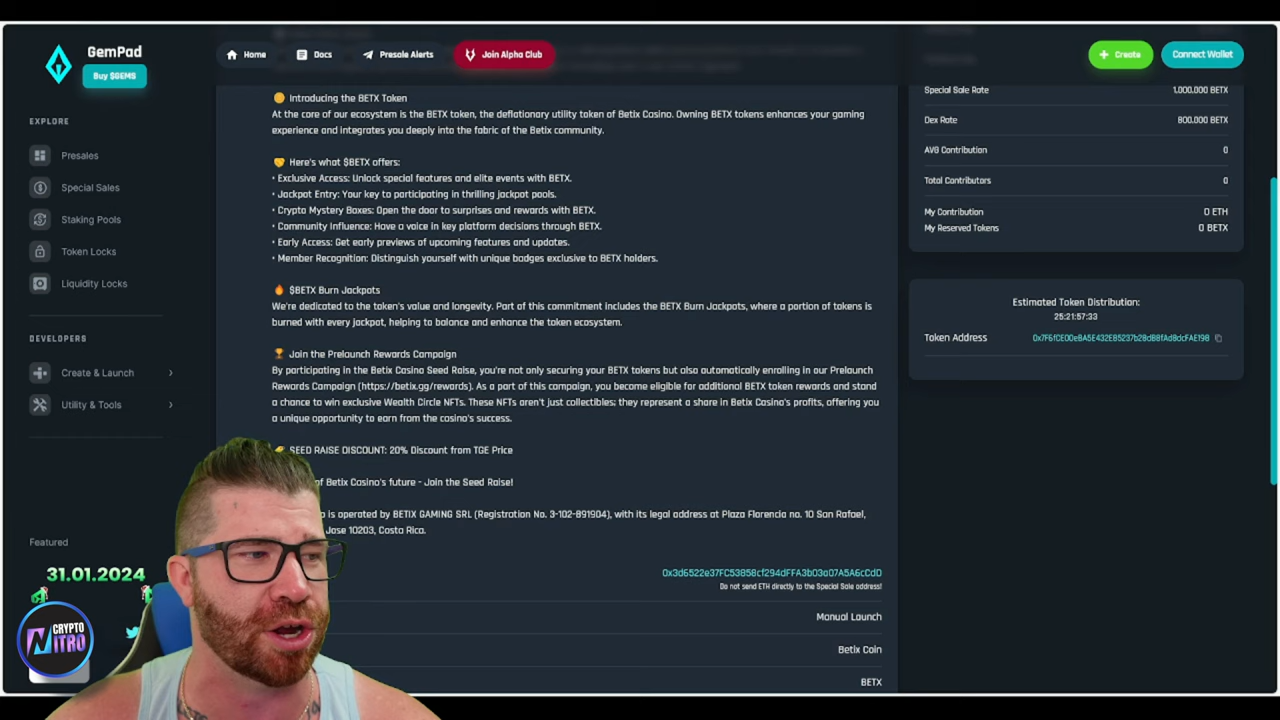 GemPad
Buy $GEMS
Home
Docs
Presale Alerts
Join Alpha Club
Create
Connect Wallet
EXPLORE
Presales
Special Sales
Staking Pools
Token Locks
Liquidity Locks
DEVELOPERS
Create & Launch
Utility & Tools
Featured
31.01.2024
CRYPTO
NITRO
Introducing the BETX Token
At the core of our ecosystem is the BETX token, the deflationary utility token of Betix Casino. Owning BETX tokens enhances your gaming
experience and integrates you deeply into the fabric of the Betix community.
Here's what $BETX offers:
• Exclusive Access: Unlock special features and elite events with BETX.
• Jackpot Entry: Your key to participating in thrilling jackpot pools.
• Crypto Mystery Boxes: Open the door to surprises and rewards with BETX.
• Community Influence: Have a voice in key platform decisions through BETX.
• Early Access: Get early previews of upcoming features and updates.
• Member Recognition: Distinguish yourself with unique badges exclusive to BETX holders.
$BETX Burn Jackpots
We're dedicated to the token's value and longevity. Part of this commitment includes the BETX Burn Jackpots, where a portion of tokens is
burned with every jackpot, helping to balance and enhance the token ecosystem.
Join the Prelaunch Rewards Campaign
By participating in the Betix Casino Seed Raise, you're not only securing your BETX tokens but also automatically enrolling in our Prelaunch
Rewards Campaign (https://betix.gg/rewards). As a part of this campaign, you become eligible for additional BETX token rewards and stand
a chance to win exclusive Wealth Circle NFTs. These NFTs aren't just collectibles; they represent a share in Betix Casino's profits, offering you
a unique opportunity to earn from the casino's success.
SEED RAISE DISCOUNT: 20% Discount from TGE Price
of Betix Casino's future - Join the Seed Raise!
is operated by BETIX GAMING SRL (Registration No. 3-102-891904), with its legal address at Plaza Florencia no. 10 San Rafael,
Jose 10203, Costa Rica.
0x3d6522e37FC53858cf294dFFA3b03a07A5A6cCdD
Do not send ETH directly to the Special Sale address!
Manual Launch
Betix Coin
BETX
Special Sale Rate 1,000,000 BETX
Dex Rate 800,000 BETX
AVG Contribution 0
Total Contributors 0
My Contribution 0 ETH
My Reserved Tokens 0 BETX
Estimated Token Distribution:
25:21:57:33
Token Address